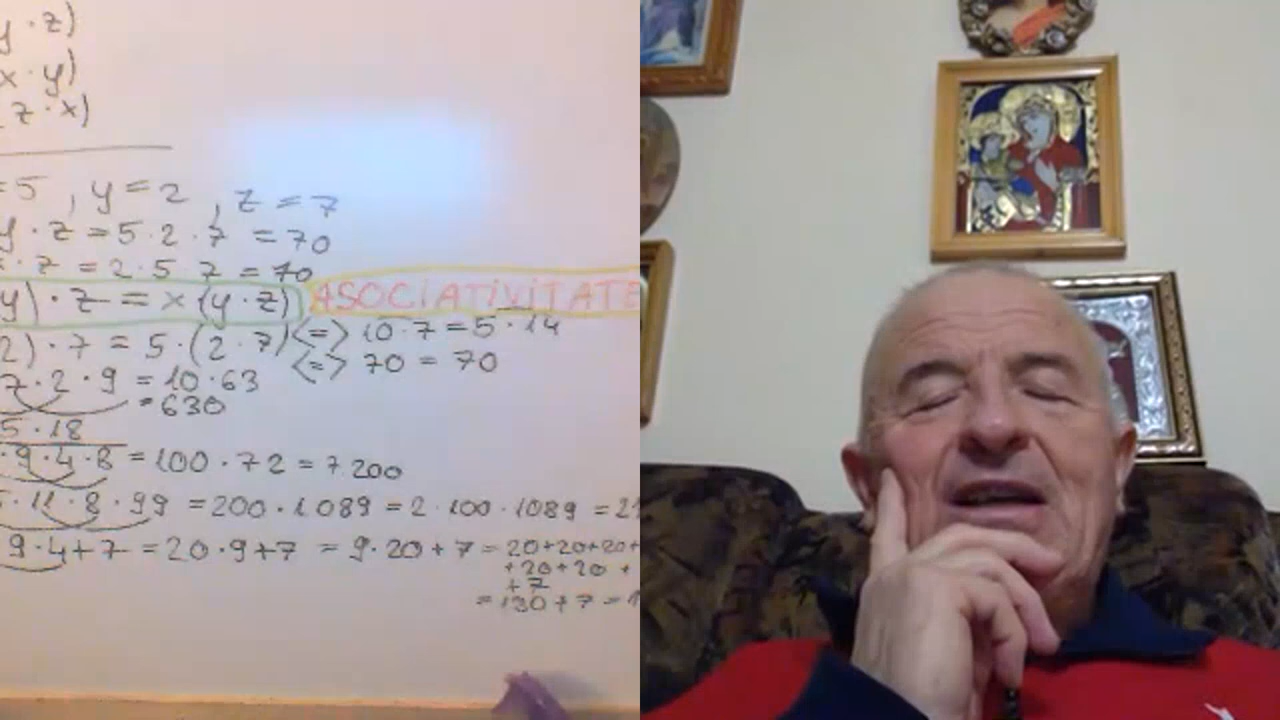 y · z)
x · y)
z · x)
= 5 , y = 2 , z = 7
y · z = 5 · 2 · 7 = 70
· z = 2 · 5 · 7 = 70
y) · z = x (y · z) ASOCIATIVITATE
2) · 7 = 5 · (2 · 7) <=> 10 · 7 = 5 · 14
<=> 70 = 70
7 · 2 · 9 = 10 · 63
= 630
5 · 18
· 9 · 4 · 8 = 100 · 72 = 7.200
· 11 · 8 · 99 = 200 · 1089 = 2 · 100 · 1089 = 21
9 · 4 + 7 = 20 · 9 + 7 = 9 · 20 + 7 = 20+20+20+
+20+20 +
+ 7
= 180 + 7 = 1